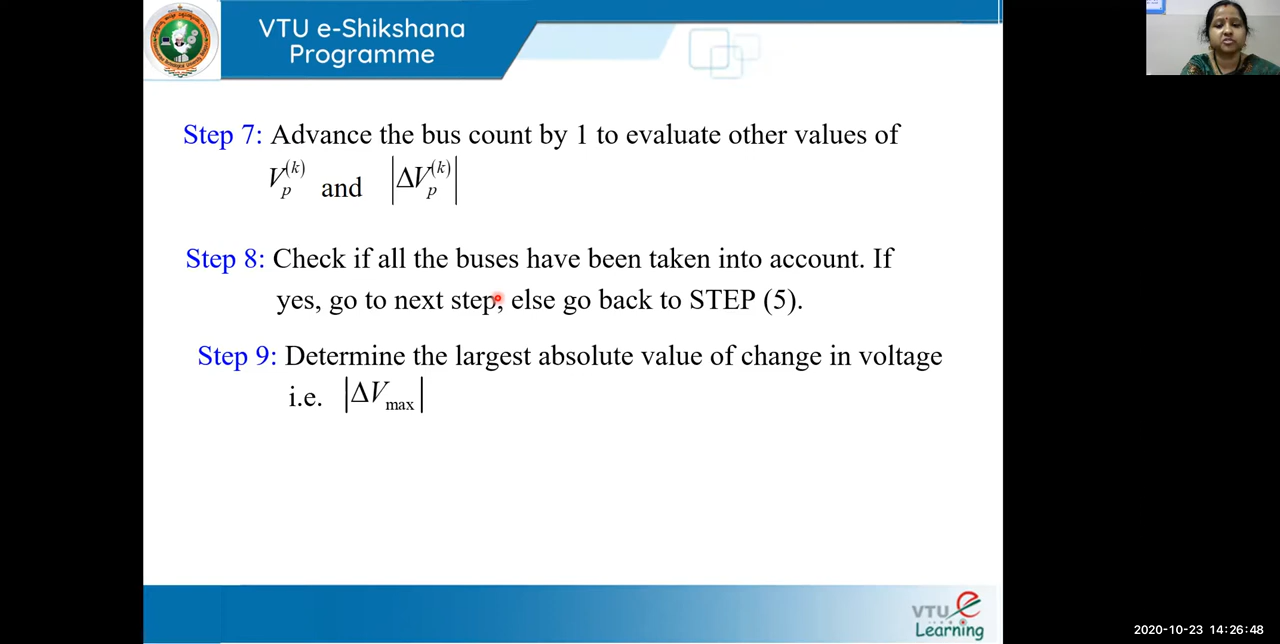 VTU e-Shikshana
Programme
Step 7: Advance the bus count by 1 to evaluate other values of
V_p^(k) and |ΔV_p^(k)|
Step 8: Check if all the buses have been taken into account. If
yes, go to next step, else go back to STEP (5).
Step 9: Determine the largest absolute value of change in voltage
i.e. |ΔV_max|
VTU e
Learning
2020-10-23 14:26:48